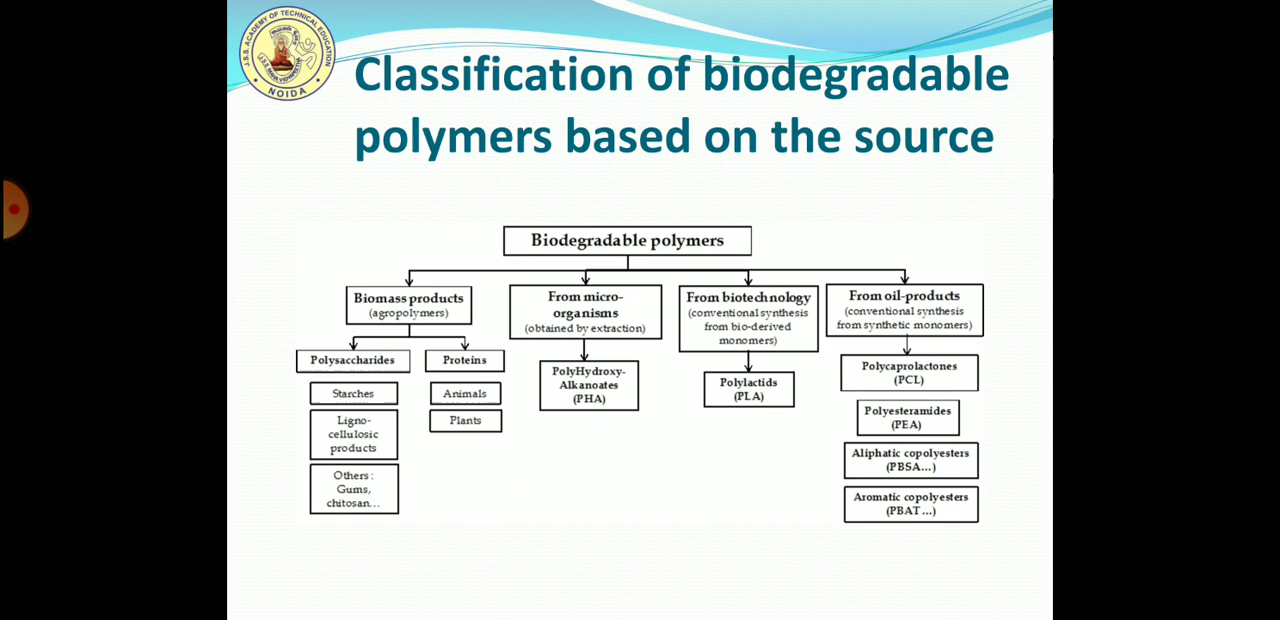 J.S.S. ACADEMY OF TECHNICAL EDUCATION
NOIDA
Classification of biodegradable
polymers based on the source
Biodegradable polymers
Biomass products
(agropolymers)
From micro-
organisms
(obtained by extraction)
From biotechnology
(conventional synthesis
from bio-derived
monomers)
From oil-products
(conventional synthesis
from synthetic monomers)
Polysaccharides
Proteins
Starches
Animals
Ligno-
cellulosic
products
Plants
Others :
Gums,
chitosan...
PolyHydroxy-
Alkanoates
(PHA)
Polylactids
(PLA)
Polycaprolactones
(PCL)
Polyesteramides
(PEA)
Aliphatic copolyesters
(PBSA...)
Aromatic copolyesters
(PBAT...)